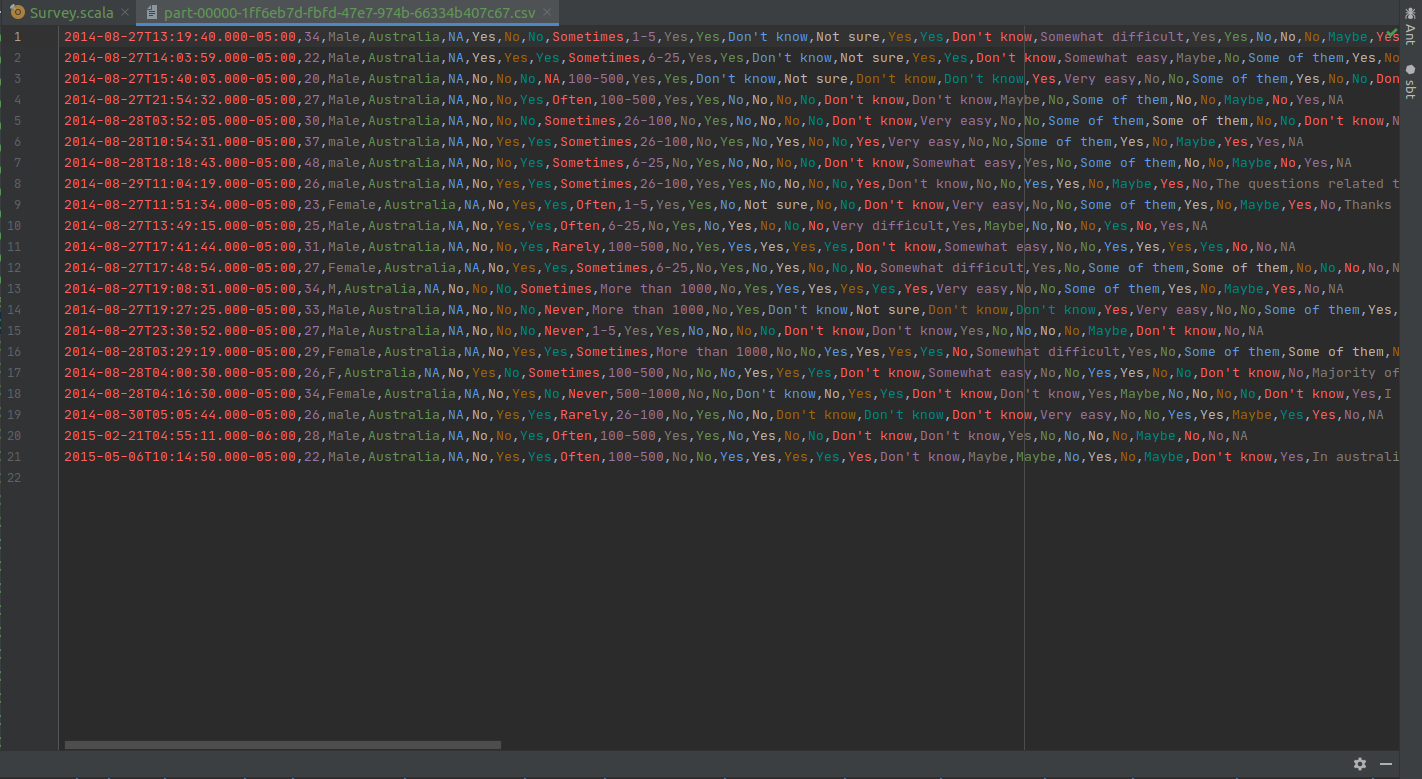 Survey.scala
part-00000-1ff6eb7d-fbfd-47e7-974b-66334b407c67.csv
1 2014-08-27T13:19:40.000-05:00,34,Male,Australia,NA,Yes,No,No,Sometimes,1-5,Yes,Yes,Don't know,Not sure,Yes,Yes,Don't know,Somewhat difficult,Yes,Yes,No,No,No,Maybe,Yes
2 2014-08-27T14:03:59.000-05:00,22,Male,Australia,NA,Yes,Yes,Yes,Sometimes,6-25,Yes,Yes,Don't know,Not sure,Yes,Yes,Don't know,Somewhat easy,Maybe,No,Some of them,Yes,No
3 2014-08-27T15:40:03.000-05:00,20,Male,Australia,NA,No,No,No,NA,100-500,Yes,Yes,Don't know,Not sure,Don't know,Don't know,Yes,Very easy,No,No,Some of them,Yes,No,No,Don
4 2014-08-27T21:54:32.000-05:00,27,Male,Australia,NA,No,No,Yes,Often,100-500,Yes,Yes,No,No,No,No,Don't know,Don't know,Maybe,No,Some of them,No,No,Maybe,No,Yes,NA
5 2014-08-28T03:52:05.000-05:00,30,Male,Australia,NA,No,No,No,Sometimes,26-100,No,Yes,No,No,No,No,Don't know,Very easy,No,No,Some of them,Some of them,No,No,Don't know,N
6 2014-08-28T10:54:31.000-05:00,37,male,Australia,NA,No,Yes,Yes,Sometimes,26-100,No,Yes,No,Yes,No,No,Yes,Very easy,No,No,Some of them,Yes,No,Maybe,Yes,Yes,NA
7 2014-08-28T18:18:43.000-05:00,48,male,Australia,NA,No,No,Yes,Sometimes,6-25,No,Yes,No,No,No,No,Don't know,Somewhat easy,Yes,No,Some of them,No,No,Maybe,No,Yes,NA
8 2014-08-29T11:04:19.000-05:00,26,male,Australia,NA,No,Yes,Yes,Sometimes,26-100,Yes,Yes,No,No,No,No,Yes,Don't know,No,No,Yes,Yes,No,Maybe,Yes,No,The questions related t
9 2014-08-27T11:51:34.000-05:00,23,Female,Australia,NA,No,Yes,Yes,Often,1-5,Yes,Yes,No,Not sure,No,No,Don't know,Very easy,No,No,Some of them,Yes,No,Maybe,Yes,No,Thanks
10 2014-08-27T13:49:15.000-05:00,25,Male,Australia,NA,No,Yes,Yes,Often,6-25,No,Yes,No,Yes,No,No,No,Very difficult,Yes,Maybe,No,No,No,Yes,No,Yes,NA
11 2014-08-27T17:41:44.000-05:00,31,Male,Australia,NA,No,No,Yes,Rarely,100-500,No,Yes,Yes,Yes,Yes,Yes,Don't know,Somewhat easy,No,No,Yes,Yes,Yes,Yes,No,No,NA
12 2014-08-27T17:48:54.000-05:00,27,Female,Australia,NA,No,Yes,Yes,Sometimes,6-25,No,Yes,No,Yes,No,No,No,Somewhat difficult,Yes,No,Some of them,Some of them,No,No,No,No,N
13 2014-08-27T19:08:31.000-05:00,34,M,Australia,NA,No,No,No,Sometimes,More than 1000,No,Yes,Yes,Yes,Yes,Yes,Yes,Very easy,No,No,Some of them,Yes,No,Maybe,Yes,No,NA
14 2014-08-27T19:27:25.000-05:00,33,Male,Australia,NA,No,No,No,Never,More than 1000,No,Yes,Don't know,Not sure,Don't know,Don't know,Yes,Very easy,No,No,Some of them,Yes,
15 2014-08-27T23:30:52.000-05:00,27,Male,Australia,NA,No,No,No,Never,1-5,Yes,Yes,No,No,No,No,Don't know,Don't know,Yes,No,No,No,No,Maybe,Don't know,No,NA
16 2014-08-28T03:29:19.000-05:00,29,Female,Australia,NA,No,Yes,Yes,Sometimes,More than 1000,No,No,Yes,Yes,Yes,Yes,No,Somewhat difficult,Yes,No,Some of them,Some of them,N
17 2014-08-28T04:00:30.000-05:00,26,F,Australia,NA,No,Yes,No,Sometimes,100-500,No,No,No,Yes,Yes,Yes,Don't know,Somewhat easy,No,No,Yes,Yes,No,No,Don't know,No,Majority of
18 2014-08-28T04:16:30.000-05:00,34,Female,Australia,NA,No,Yes,No,Never,500-1000,No,No,Don't know,No,Yes,Yes,Don't know,Don't know,Yes,Maybe,No,No,No,No,Don't know,Yes,I
19 2014-08-30T05:05:44.000-05:00,26,male,Australia,NA,No,Yes,Yes,Rarely,26-100,No,Yes,No,No,Don't know,Don't know,Don't know,Very easy,No,No,Yes,Yes,Maybe,Yes,Yes,No,NA
20 2015-02-21T04:55:11.000-06:00,28,Male,Australia,NA,No,No,Yes,Often,100-500,Yes,Yes,No,Yes,No,No,Don't know,Don't know,Yes,No,No,No,No,Maybe,No,No,NA
21 2015-05-06T10:14:50.000-05:00,22,Male,Australia,NA,No,Yes,Yes,Often,100-500,No,No,Yes,Yes,Yes,Yes,Yes,Don't know,Maybe,Maybe,No,Yes,No,Maybe,Don't know,Yes,In australi
22
Ant
sbt